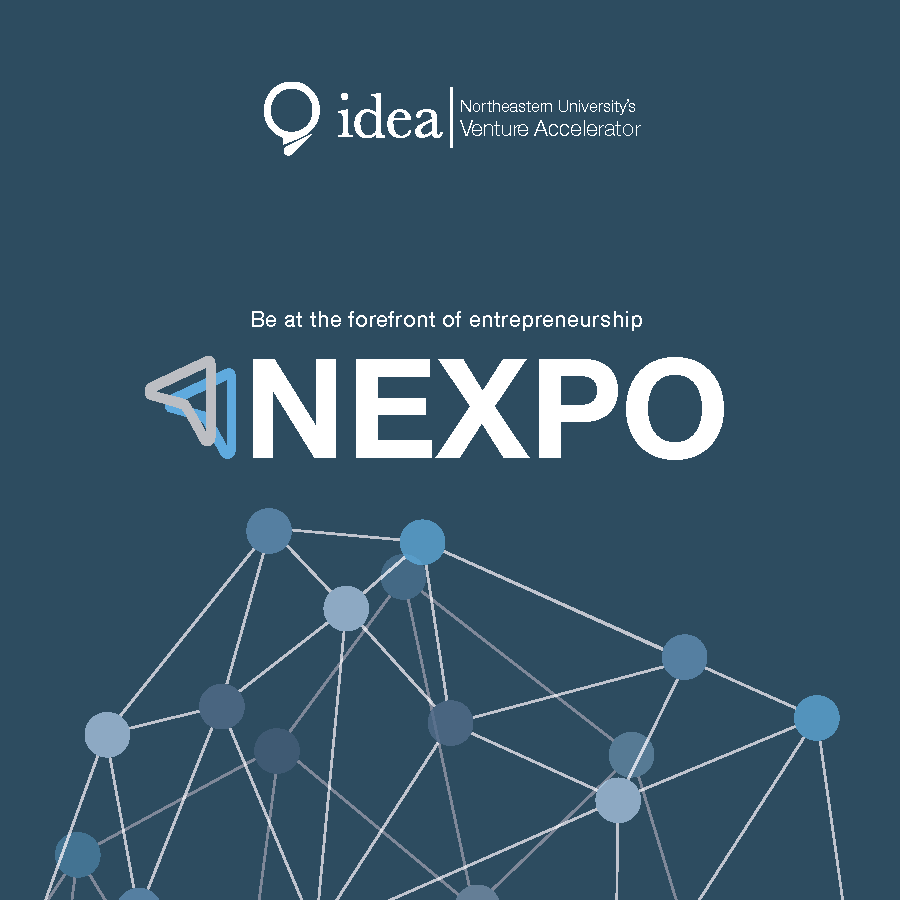 idea
Northeastern University's
Venture Accelerator
Be at the forefront of entrepreneurship
NEXPO